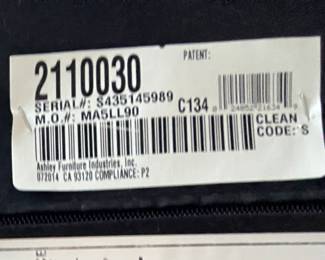 PATENT:
2110030
SERIAL#: S435145989
M.O.#: MA5LL90
C134
CLEAN
CODE: S
Ashley Furniture Industries, Inc.
072014 CA 93120 COMPLIANCE: P2